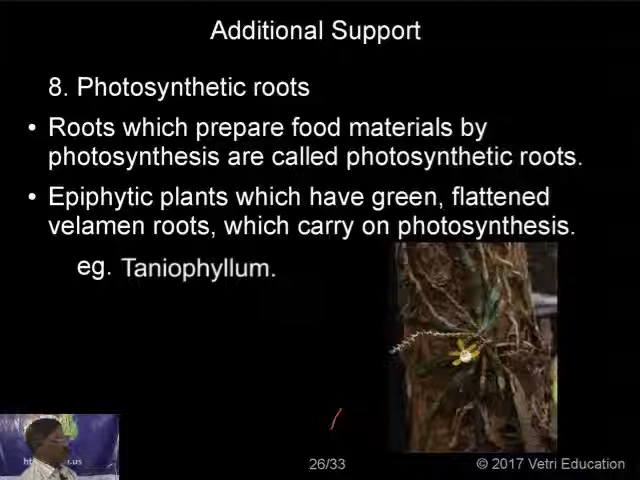 Additional Support
8. Photosynthetic roots
• Roots which prepare food materials by
photosynthesis are called photosynthetic roots.
• Epiphytic plants which have green, flattened
velamen roots, which carry on photosynthesis.
eg. Taniophyllum.
26/33
© 2017 Vetri Education